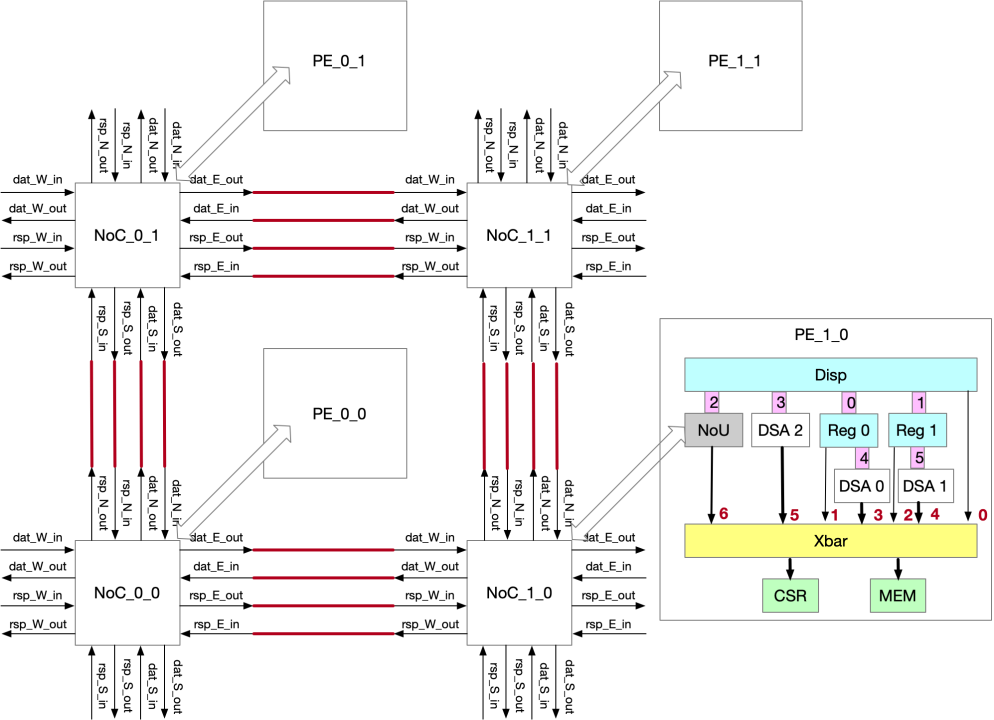 PE_0_1
PE_1_1
rsp_N_out
rsp_N_in
dat_N_out
dat_N_in
rsp_N_out
rsp_N_in
dat_N_out
dat_N_in
dat_W_in
dat_E_out
dat_W_in
dat_E_out
dat_W_out
dat_E_in
dat_W_out
dat_E_in
NoC_0_1
NoC_1_1
rsp_W_in
rsp_E_out
rsp_W_in
rsp_E_out
rsp_W_out
rsp_E_in
rsp_W_out
rsp_E_in
rsp_S_in
rsp_S_out
dat_S_in
dat_S_out
rsp_S_in
rsp_S_out
dat_S_in
dat_S_out
PE_0_0
PE_1_0
Disp
2
3
0
1
NoU
DSA 2
Reg 0
Reg 1
4
5
DSA 0
DSA 1
6
5
1
3
2
4
0
Xbar
CSR
MEM
rsp_N_out
rsp_N_in
dat_N_out
dat_N_in
rsp_N_out
rsp_N_in
dat_N_out
dat_N_in
dat_W_in
dat_E_out
dat_W_in
dat_E_out
dat_W_out
dat_E_in
dat_W_out
dat_E_in
NoC_0_0
NoC_1_0
rsp_W_in
rsp_E_out
rsp_W_in
rsp_E_out
rsp_W_out
rsp_E_in
rsp_W_out
rsp_E_in
rsp_S_in
rsp_S_out
dat_S_in
dat_S_out
rsp_S_in
rsp_S_out
dat_S_in
dat_S_out